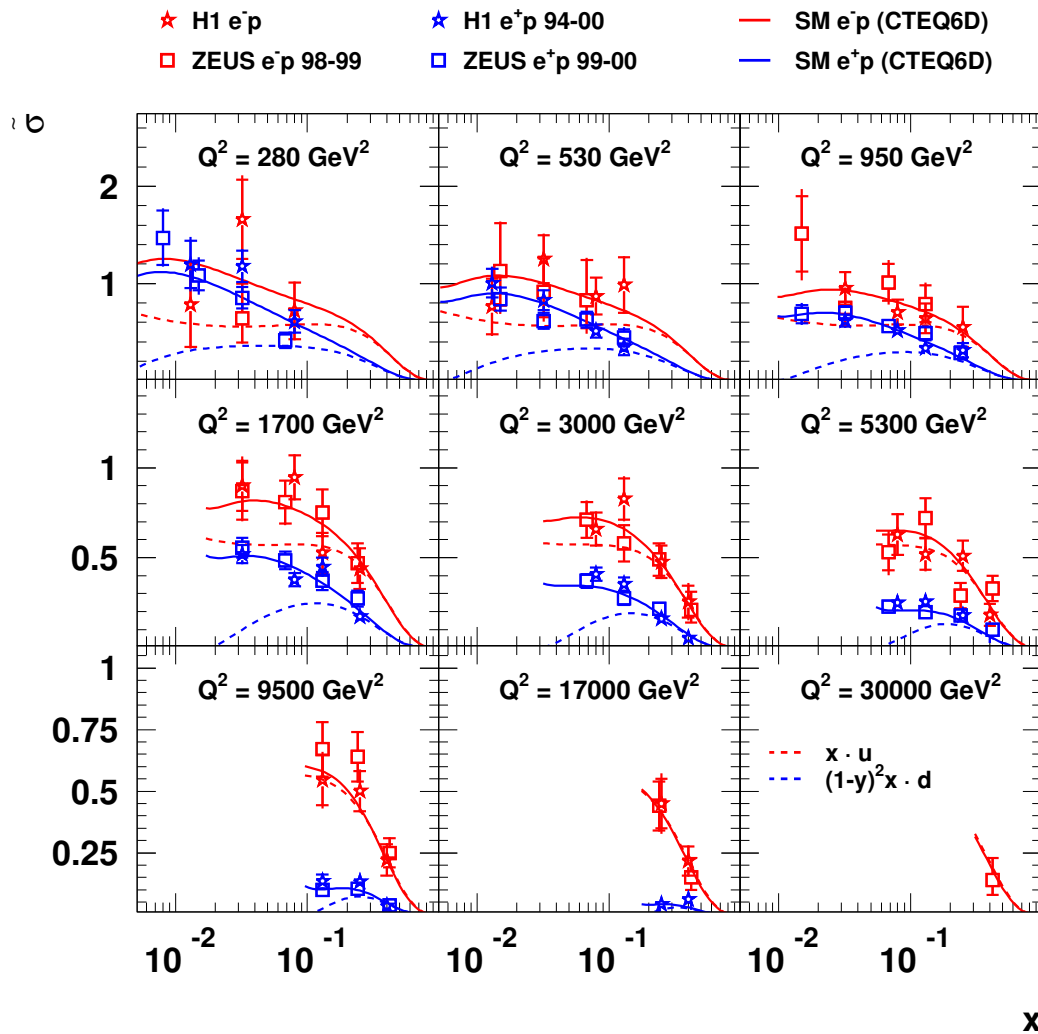 H1 e⁻p H1 e⁺p 94-00 SM e⁻p (CTEQ6D)
ZEUS e⁻p 98-99 ZEUS e⁺p 99-00 SM e⁺p (CTEQ6D)
σ̃
Q² = 280 GeV² Q² = 530 GeV² Q² = 950 GeV²
2
1
Q² = 1700 GeV² Q² = 3000 GeV² Q² = 5300 GeV²
1
0.5
Q² = 9500 GeV² Q² = 17000 GeV² Q² = 30000 GeV²
1
0.75
x · u
(1-y)²x · d
0.5
0.25
10⁻² 10⁻¹ 10⁻² 10⁻¹ 10⁻² 10⁻¹
x